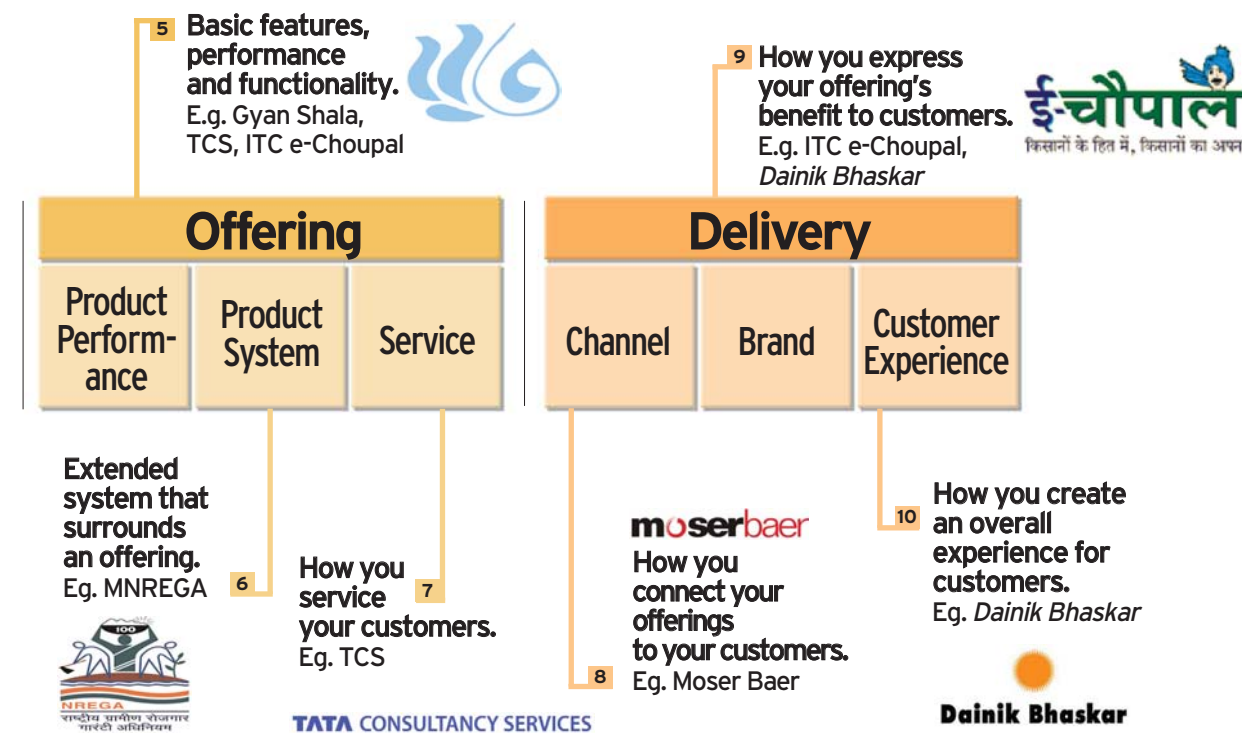 5
Basic features,
performance
and functionality.
E.g. Gyan Shala,
TCS, ITC e-Choupal
9
How you express
your offering's
benefit to customers.
E.g. ITC e-Choupal,
Dainik Bhaskar
ई-चौपाल
किसानों के हित में, किसानों का अपन
Offering
Product
Perform-
ance
Product
System
Service
Delivery
Channel
Brand
Customer
Experience
Extended
system that
surrounds
an offering.
Eg. MNREGA
6
100
NREGA
राष्ट्रीय ग्रामीण रोजगार
गारंटी अधिनियम
How you
service
your customers.
Eg. TCS
7
TATA CONSULTANCY SERVICES
moserbaer
How you
connect your
offerings
to your customers.
Eg. Moser Baer
8
10
How you create
an overall
experience for
customers.
Eg. Dainik Bhaskar
Dainik Bhaskar